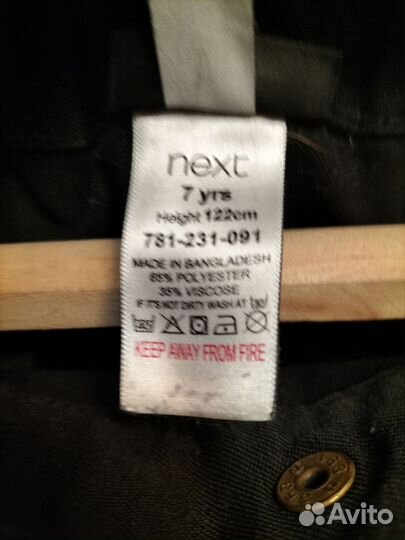 next
7 yrs
Height 122cm
781-231-091
MADE IN BANGLADESH
65% POLYESTER
35% VISCOSE
IF IT'S NOT DIRTY WASH AT 30°
KEEP AWAY FROM FIRE
Avito